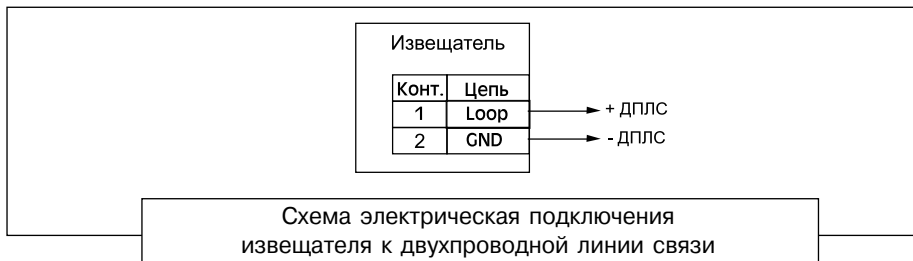 Извещатель
Конт. Цепь
1 Loop + ДПЛС
2 GND - ДПЛС
Схема электрическая подключения
извещателя к двухпроводной линии связи